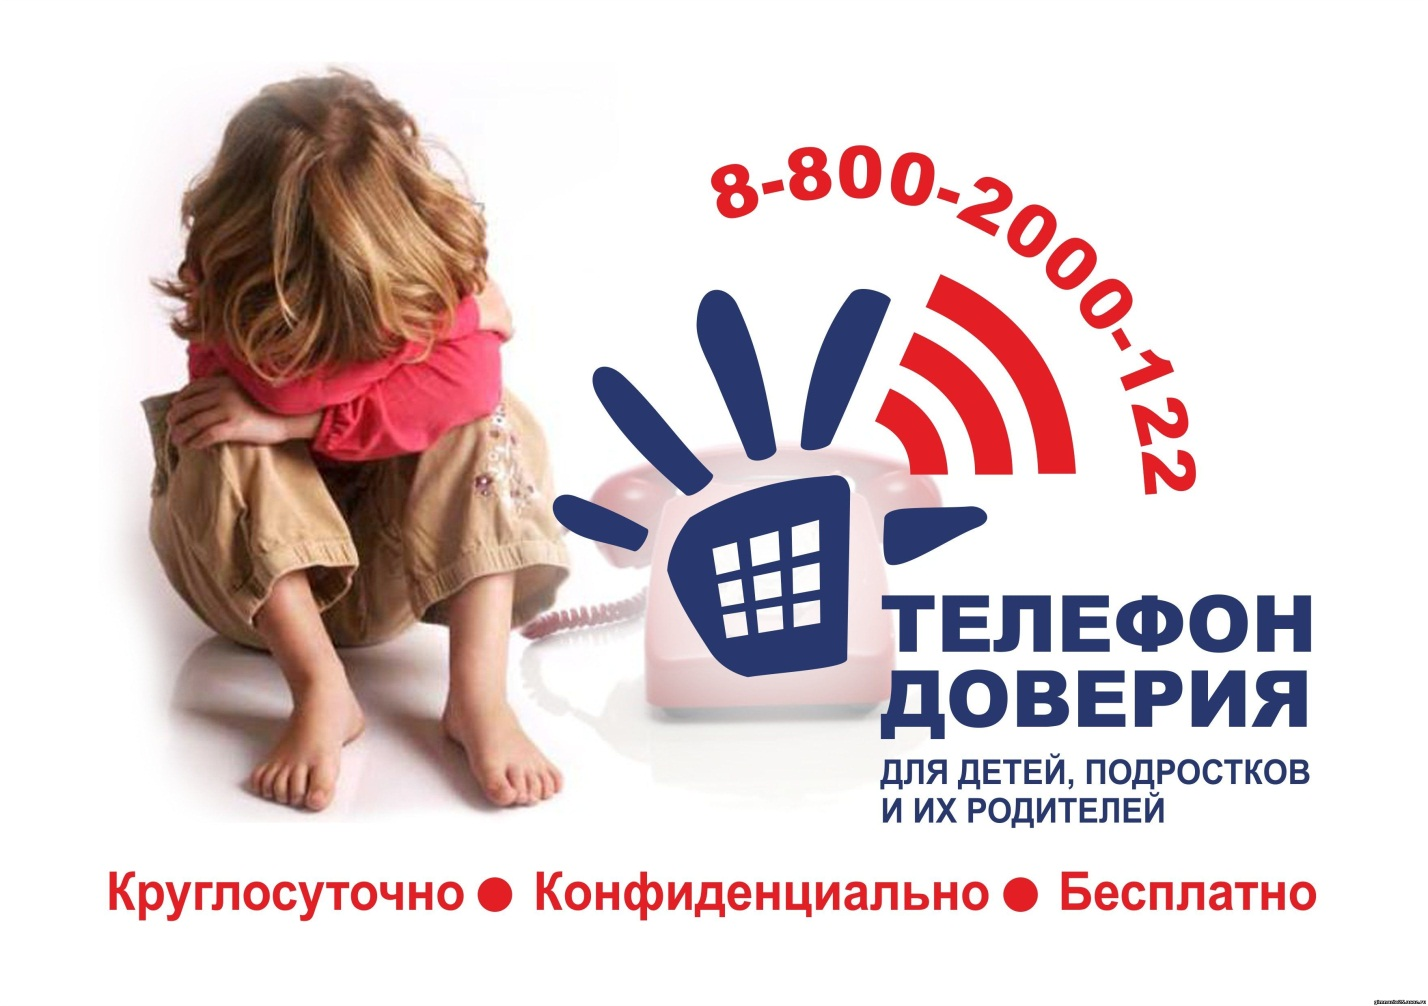 8-800-2000-122
ТЕЛЕФОН
ДОВЕРИЯ
ДЛЯ ДЕТЕЙ, ПОДРОСТКОВ
И ИХ РОДИТЕЛЕЙ
Круглосуточно ● Конфиденциально ● Бесплатно